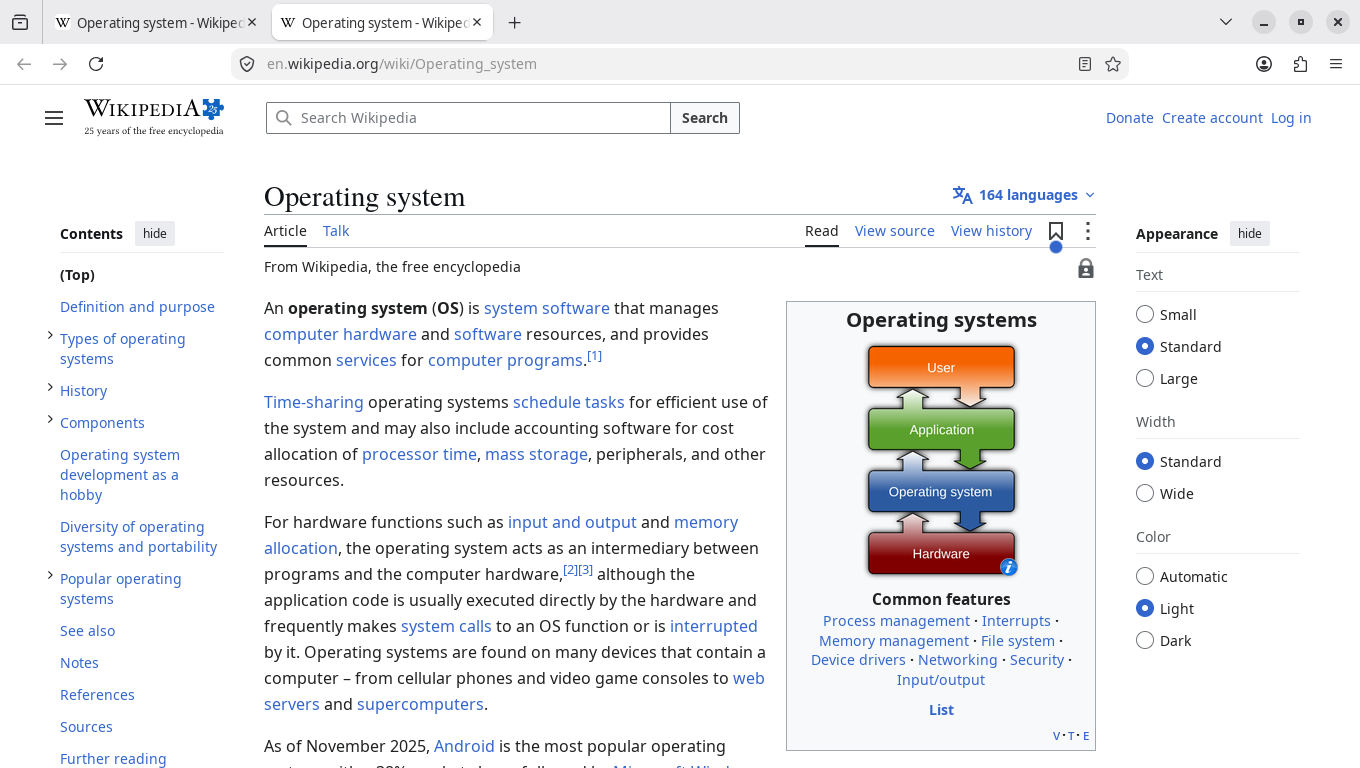 Operating system - Wikiped
Operating system - Wikiped
en.wikipedia.org/wiki/Operating_system
WIKIPEDIA 25
25 years of the free encyclopedia
Search Wikipedia
Search
Donate Create account Log in
Operating system
164 languages
Article Talk
Read View source View history
From Wikipedia, the free encyclopedia
Contents hide
(Top)
Definition and purpose
Types of operating
systems
History
Components
Operating system
development as a
hobby
Diversity of operating
systems and portability
Popular operating
systems
See also
Notes
References
Sources
Further reading
An operating system (OS) is system software that manages
computer hardware and software resources, and provides
common services for computer programs.[1]
Time-sharing operating systems schedule tasks for efficient use of
the system and may also include accounting software for cost
allocation of processor time, mass storage, peripherals, and other
resources.
For hardware functions such as input and output and memory
allocation, the operating system acts as an intermediary between
programs and the computer hardware,[2][3] although the
application code is usually executed directly by the hardware and
frequently makes system calls to an OS function or is interrupted
by it. Operating systems are found on many devices that contain a
computer – from cellular phones and video game consoles to web
servers and supercomputers.
As of November 2025, Android is the most popular operating
Operating systems
User
Application
Operating system
Hardware
Common features
Process management · Interrupts ·
Memory management · File system ·
Device drivers · Networking · Security ·
Input/output
List
V · T · E
Appearance hide
Text
Small
Standard
Large
Width
Standard
Wide
Color
Automatic
Light
Dark